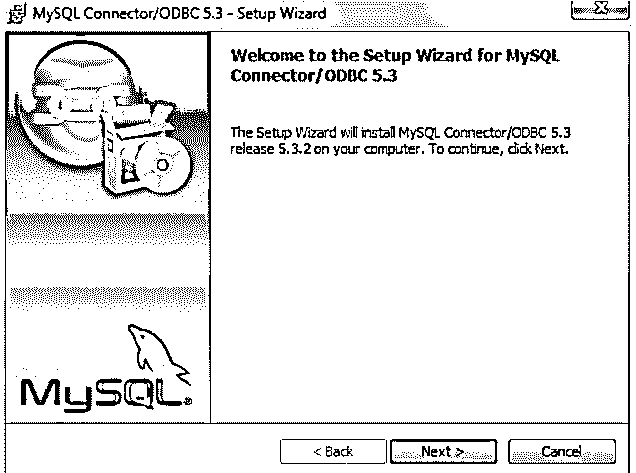 MySQL Connector/ODBC 5.3 - Setup Wizard
Welcome to the Setup Wizard for MySQL
Connector/ODBC 5.3
The Setup Wizard will install MySQL Connector/ODBC 5.3
release 5.3.2 on your computer. To continue, click Next.
MySQL.
< Back
Next >
Cancel